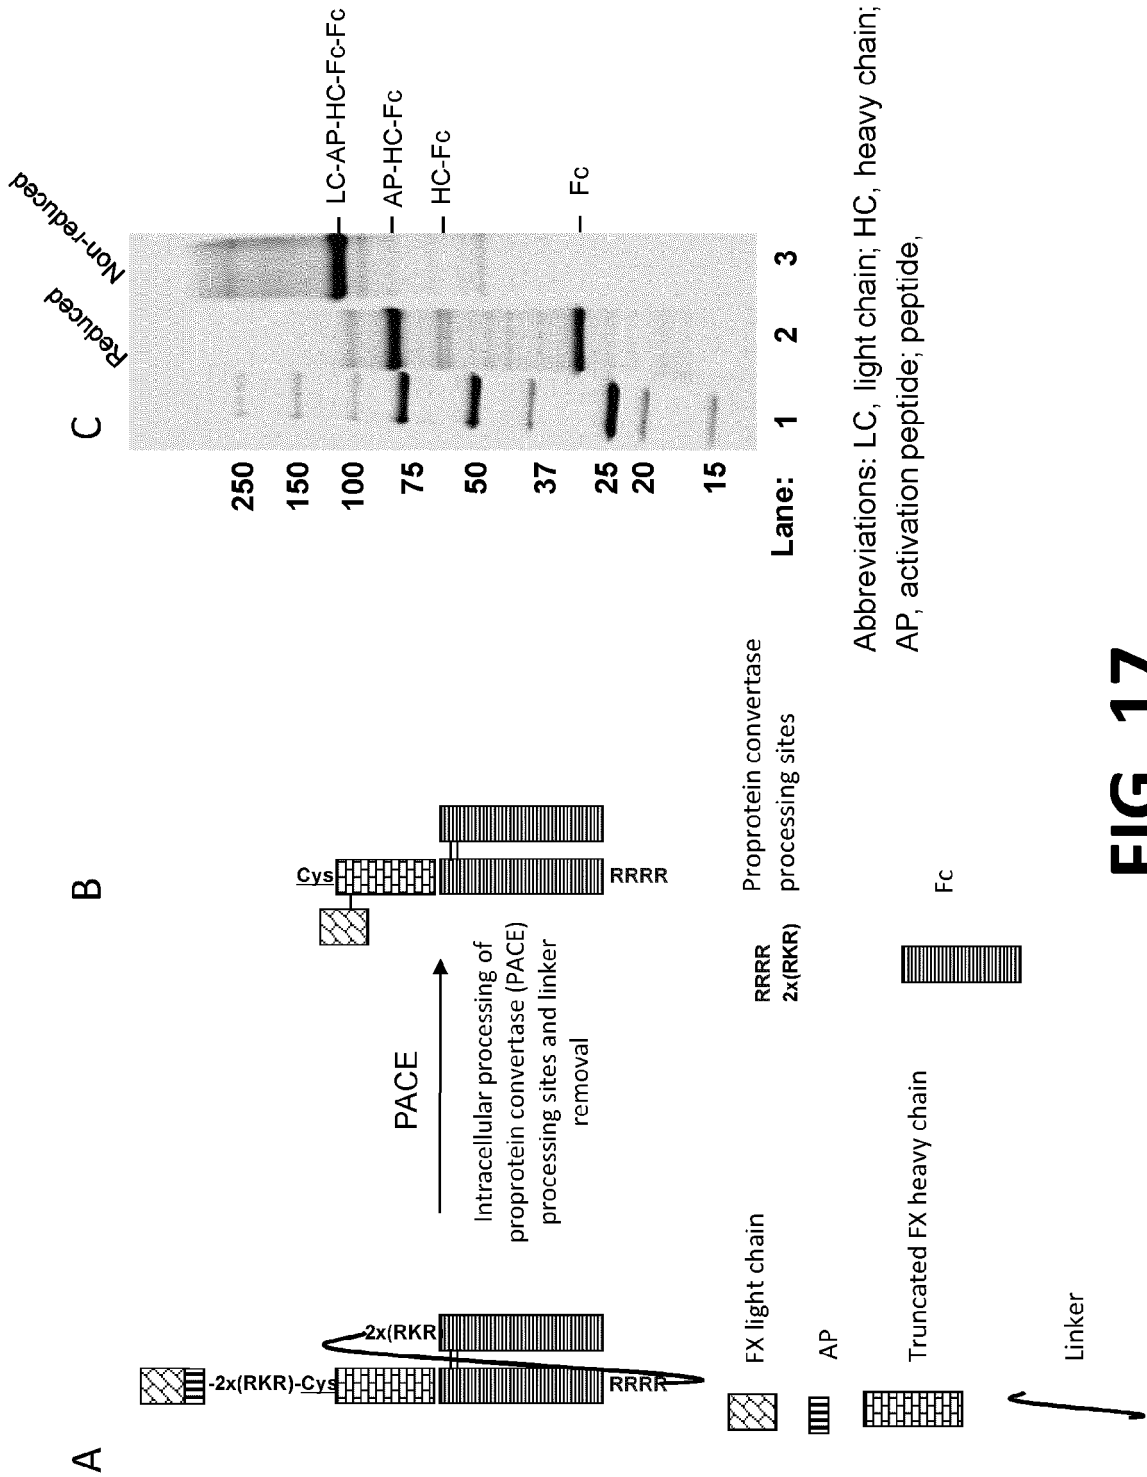 A
-2x(RKR)-Cys
2x(RKR
RRRR
PACE
Intracellular processing of
proprotein convertase (PACE)
processing sites and linker
removal
B
Cys
RRRR
C
Reduced
Non-reduced
250
150
100
75
50
37
25
20
15
LC-AP-HC-Fc-Fc
AP-HC-Fc
HC-Fc
Fc
Lane:
1
2
3
FX light chain
AP
Truncated FX heavy chain
Linker
RRRR
2x(RKR)
Proprotein convertase
processing sites
Fc
Abbreviations: LC, light chain; HC, heavy chain;
AP, activation peptide; peptide,
FIG. 17